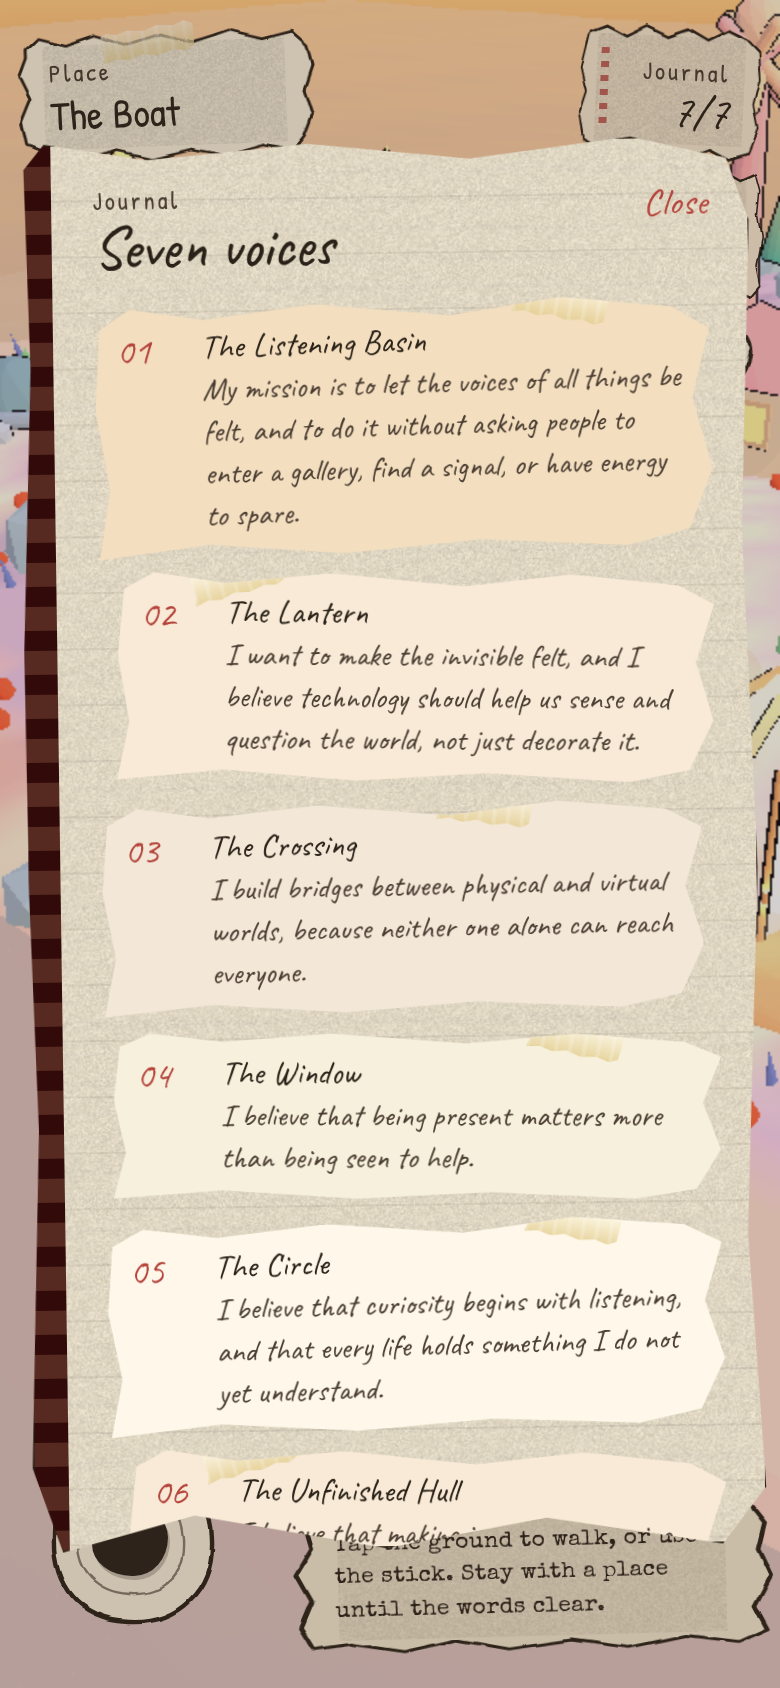 Place
The Boat
Journal
7/7
Journal
Close
Seven voices
01
The Listening Basin
My mission is to let the voices of all things be
felt, and to do it without asking people to
enter a gallery, find a signal, or have energy
to spare.
02
The Lantern
I want to make the invisible felt, and I
believe technology should help us sense and
question the world, not just decorate it.
03
The Crossing
I build bridges between physical and virtual
worlds, because neither one alone can reach
everyone.
04
The Window
I believe that being present matters more
than being seen to help.
05
The Circle
I believe that curiosity begins with listening,
and that every life holds something I do not
yet understand.
06
The Unfinished Hull
that
ground to walk, or
the stick. Stay with a place
until the words clear.